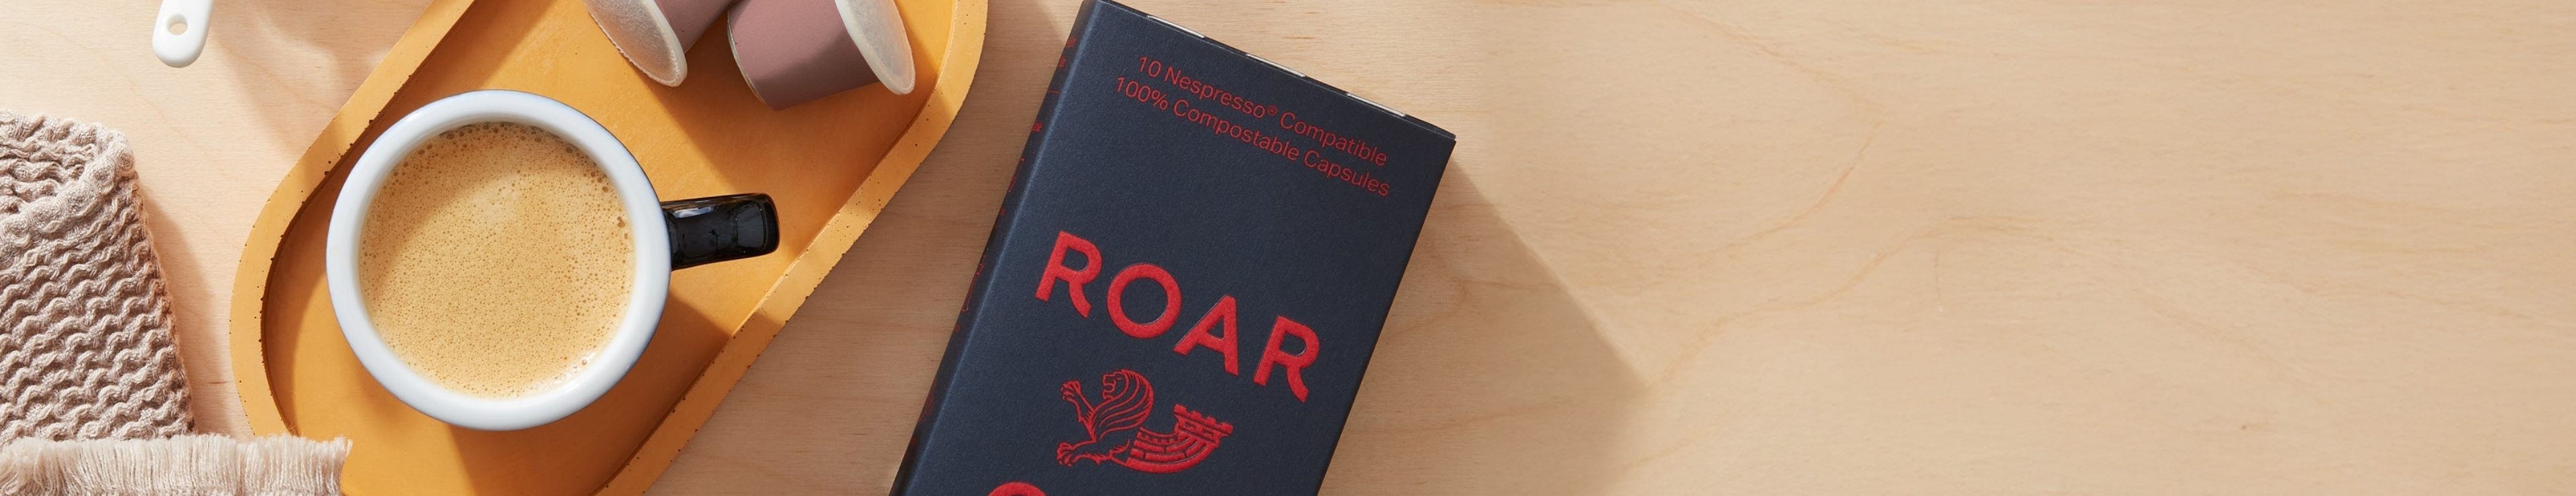 10 Nespresso® Compatible
100% Compostable Capsules
ROAR